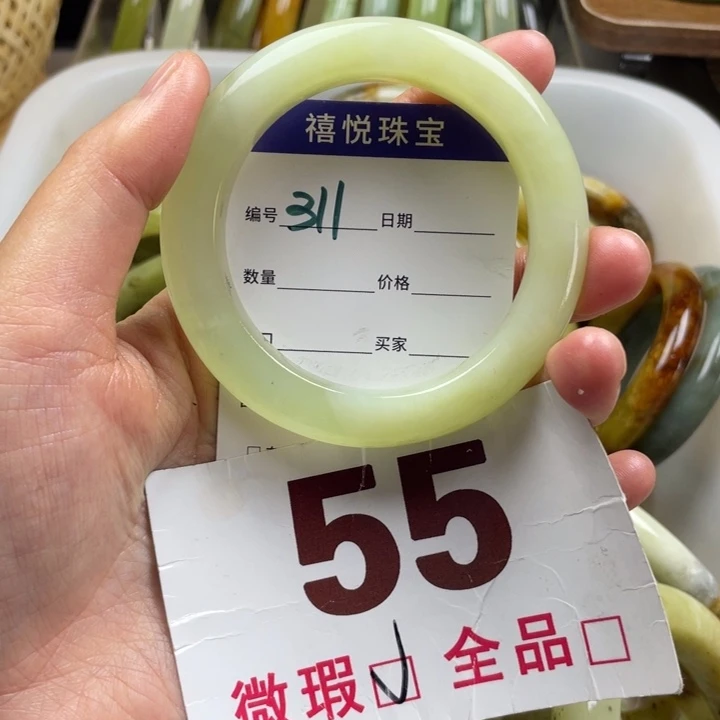 禧悦珠宝
编号 311 日期
数量 价格
买家
55
微瑕 全品